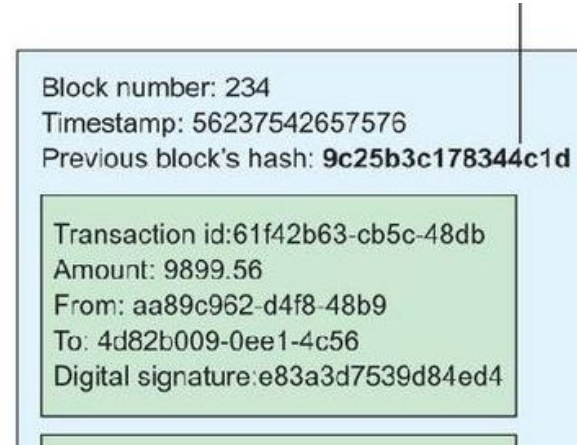 Block number: 234
Timestamp: 56237542657576
Previous block's hash: 9c25b3c178344c1d
Transaction id:61f42b63-cb5c-48db
Amount: 9899.56
From: aa89c962-d4f8-48b9
To: 4d82b009-0ee1-4c56
Digital signature:e83a3d7539d84ed4